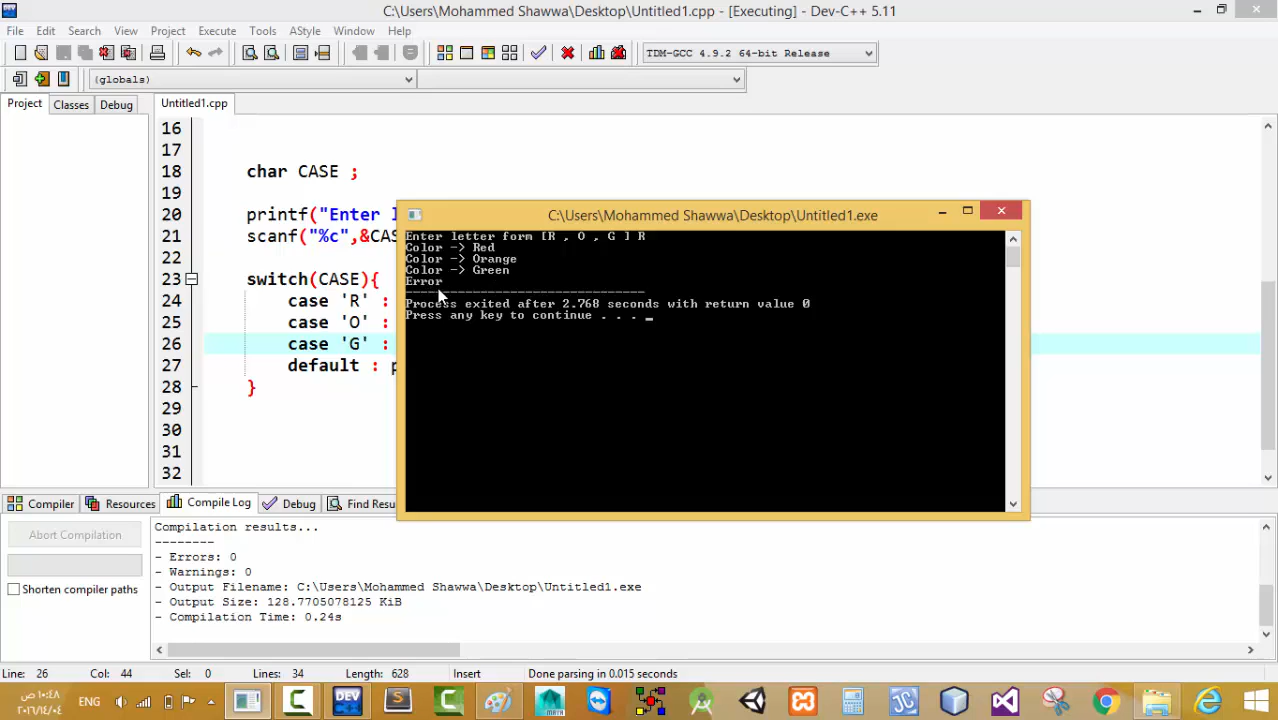 C:\Users\Mohammed Shawwa\Desktop\Untitled1.cpp - [Executing] - Dev-C++ 5.11
File Edit Search View Project Execute Tools AStyle Window Help
TDM-GCC 4.9.2 64-bit Release
(globals)
Project Classes Debug Untitled1.cpp
16
17
18 char CASE ;
19
20 printf("Enter
21 scanf("%c",&CAS
22
23 switch(CASE){
24 case 'R' :
25 case 'O' :
26 case 'G' :
27 default : p
28 }
29
30
31
32
C:\Users\Mohammed Shawwa\Desktop\Untitled1.exe
Enter letter form [R , O , G ] R
Color -> Red
Color -> Orange
Color -> Green
Error
--------------------------------
Process exited after 2.768 seconds with return value 0
Press any key to continue . . . _
Compiler Resources Compile Log Debug Find Resu
Abort Compilation
Shorten compiler paths
Compilation results...
--------
- Errors: 0
- Warnings: 0
- Output Filename: C:\Users\Mohammed Shawwa\Desktop\Untitled1.exe
- Output Size: 128.7705078125 KiB
- Compilation Time: 0.24s
Line: 26 Col: 44 Sel: 0 Lines: 34 Length: 628 Insert Done parsing in 0.015 seconds
١٠:٤٨ ص
ENG
DEV
MATH
JC